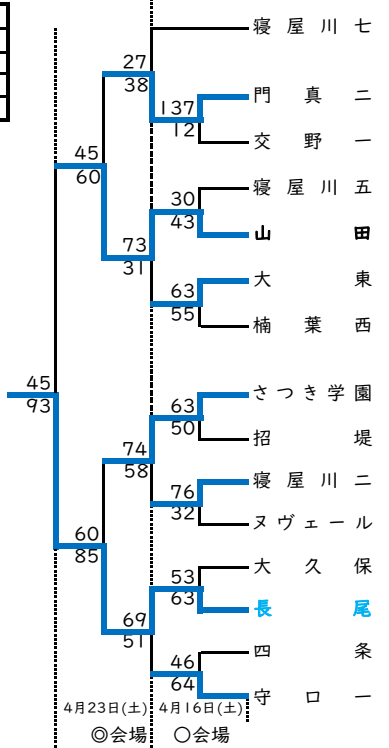 寝屋川七
27
38
門真二
137
12
交野一
45
60
寝屋川五
30
43
山田
73
31
大東
63
55
楠葉西
45
93
さつき学園
63
50
招堤
74
58
寝屋川二
76
32
ヌヴェール
60
85
大久保
53
63
長尾
69
51
四条
46
64
守口一
4月23日(土) 4月16日(土)
◎会場 〇会場